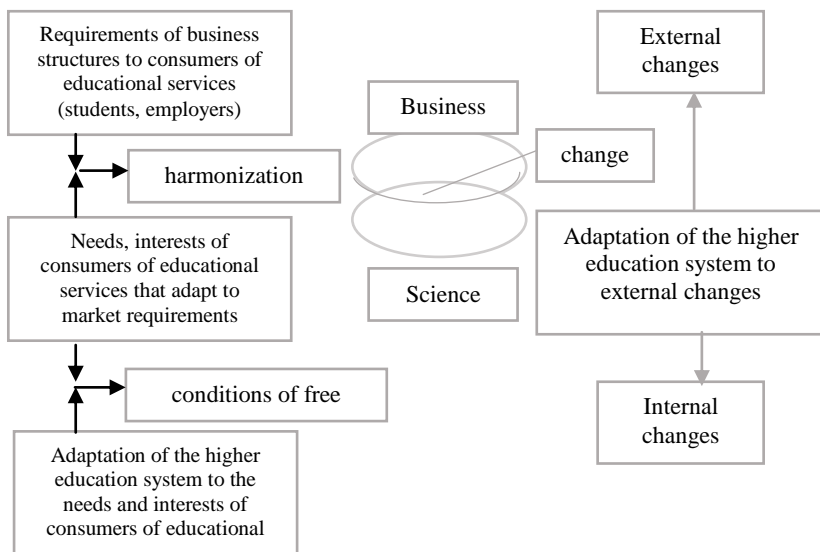 Requirements of business
structures to consumers of
educational services
(students, employers)
harmonization
Needs, interests of
consumers of educational
services that adapt to
market requirements
conditions of free
Adaptation of the higher
education system to the
needs and interests of
consumers of educational
Business
change
Science
External
changes
Adaptation of the higher
education system to
external changes
Internal
changes